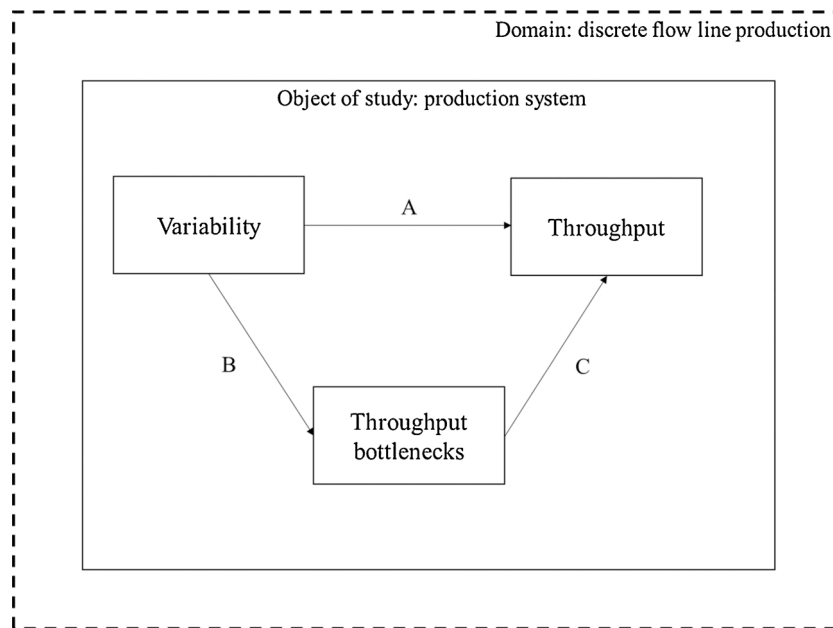 Domain: discrete flow line production
Object of study: production system
Variability
A
Throughput
B
C
Throughput
bottlenecks